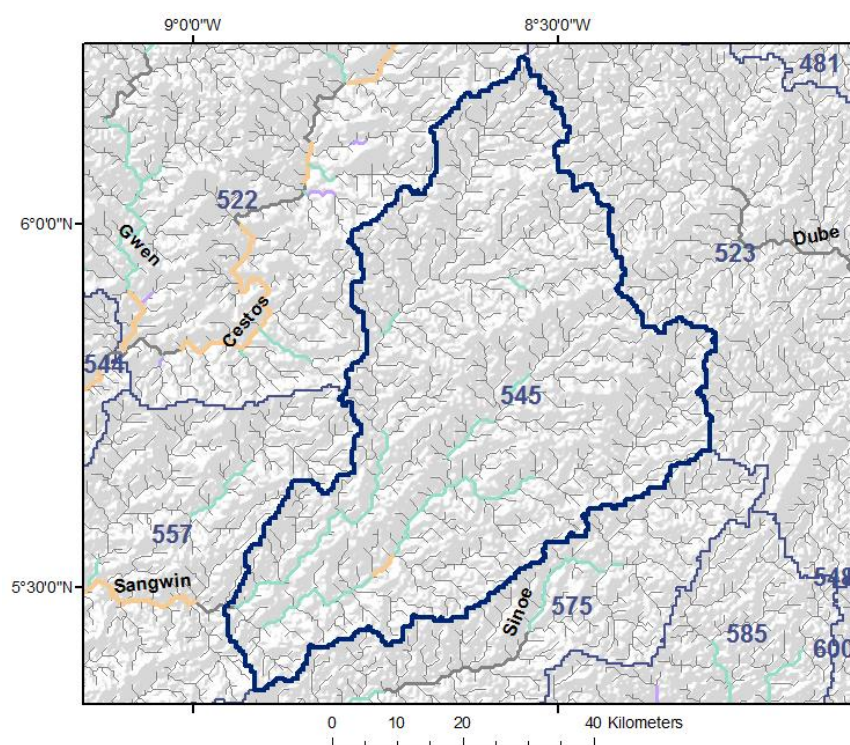 9°0'0"W
8°30'0"W
481
522
6°0'0"N
Gwen
Dube
523
Cestos
544
545
557
5°30'0"N
Sangwin
548
575
Sinoe
585
600
0 10 20 40 Kilometers